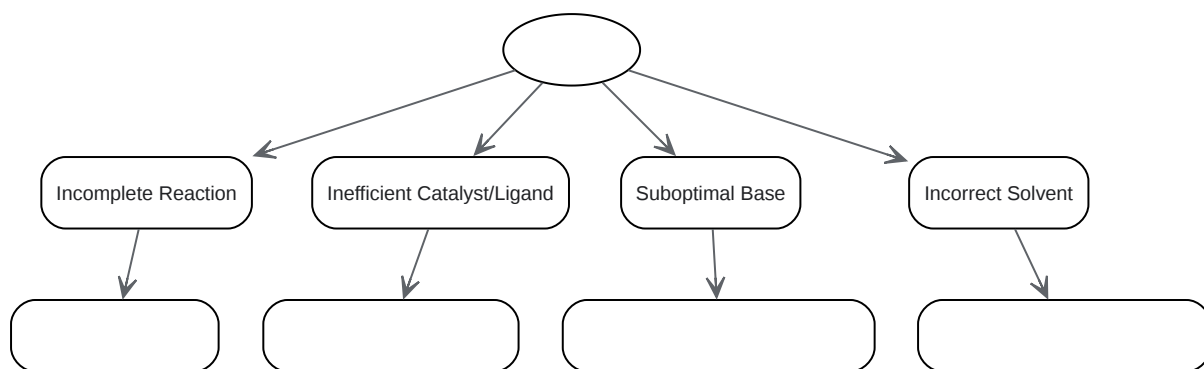 Incomplete Reaction
Inefficient Catalyst/Ligand
Suboptimal Base
Incorrect Solvent